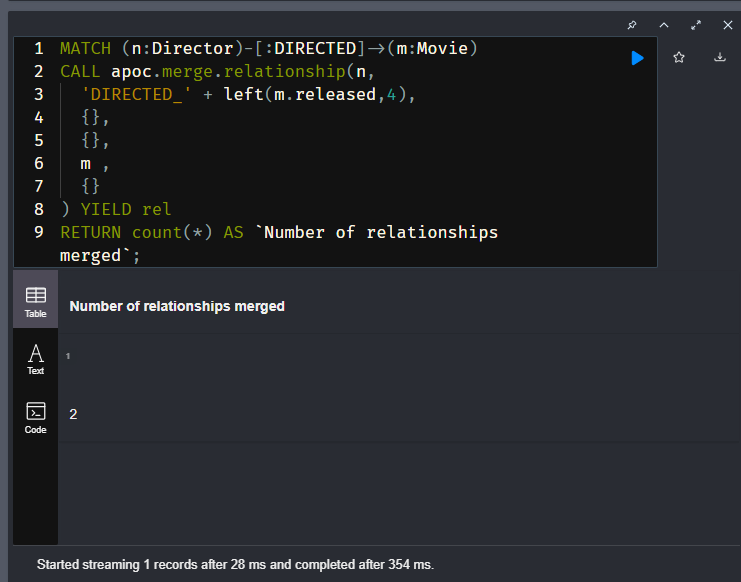 1 MATCH (n:Director)-[:DIRECTED]->(m:Movie)
2 CALL apoc.merge.relationship(n,
3 'DIRECTED_' + left(m.released,4),
4 {},
5 {},
6 m ,
7 {}
8 ) YIELD rel
9 RETURN count(*) AS `Number of relationships
merged`;
Table
Number of relationships merged
Text
1
2
Code
Started streaming 1 records after 28 ms and completed after 354 ms.